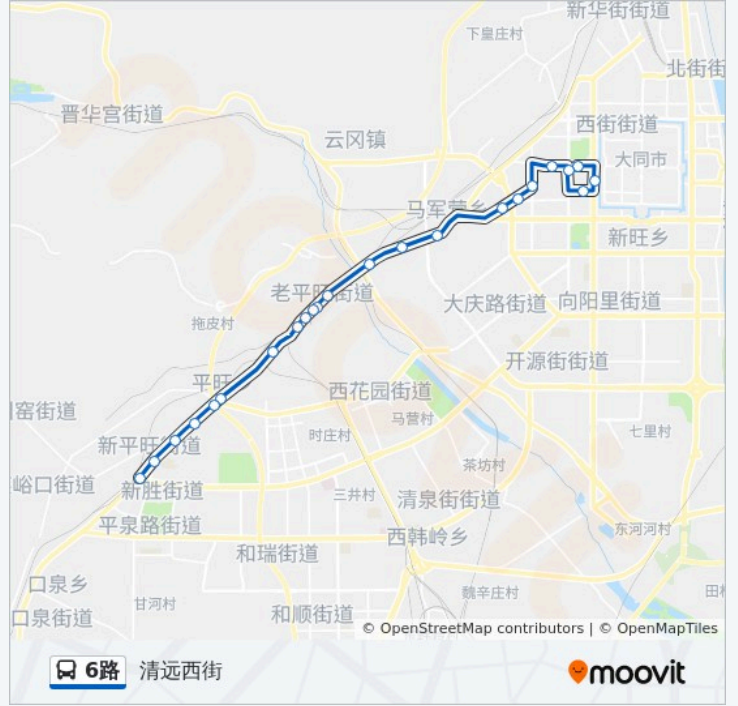 新华街街道
下皇庄村
北街街
晋华宫街道
西街街道
云冈镇
大同市
马军营乡
新旺乡
老平旺街道
大庆路街道
向阳里街道
拖皮村
开源街街道
平旺
西花园街道
窑街道
马营村
时庄村
七里村
新平旺街道
茶坊村
峪口街道
新胜街道
三井村
清泉街街道
平泉路街道
西韩岭乡
东河河村
和瑞街道
口泉乡
魏辛庄村
田村
甘河村
口泉街道
和顺街道
© OpenStreetMap contributors | © OpenMapTiles
6路 清远西街
moovit